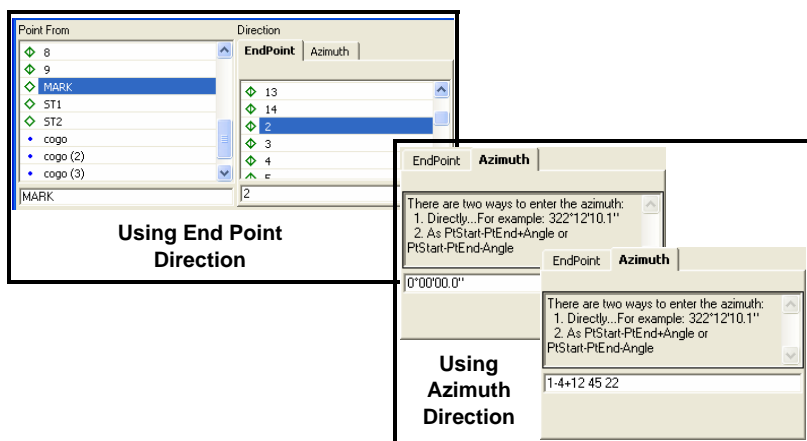 Point From
8
9
MARK
ST1
ST2
cogo
cogo (2)
cogo (3)
MARK
Direction
EndPoint Azimuth
13
14
2
3
4
5
2
Using End Point
Direction
EndPoint Azimuth
There are two ways to enter the azimuth:
1. Directly...For example: 322°12'10.1''
2. As PtStart-PtEnd+Angle or
PtStart-PtEnd-Angle
0°00'00.0''
EndPoint Azimuth
There are two ways to enter the azimuth:
1. Directly...For example: 322°12'10.1''
2. As PtStart-PtEnd+Angle or
PtStart-PtEnd-Angle
1-4+12 45 22
Using
Azimuth
Direction